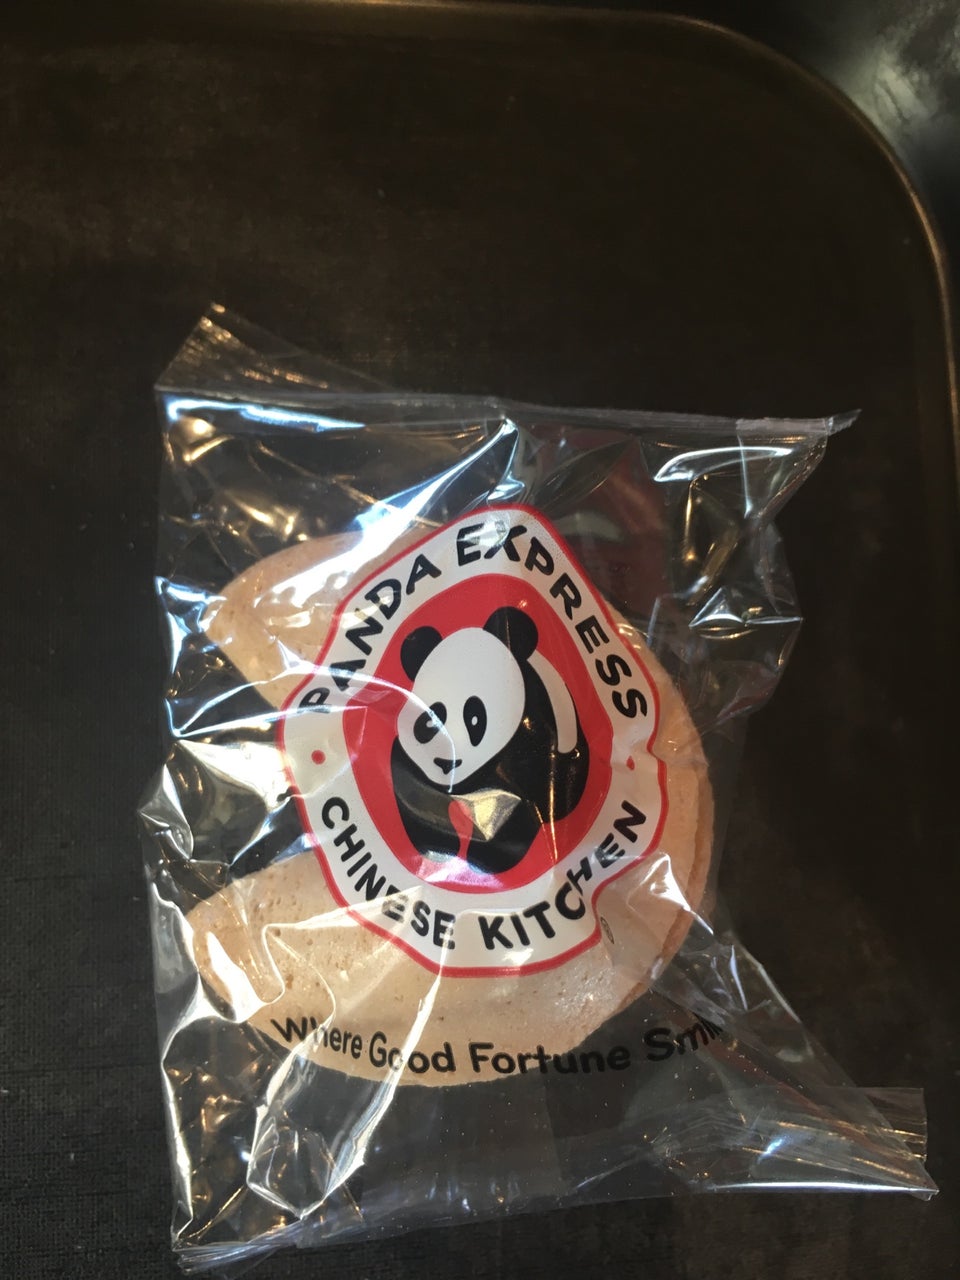 PANDA EXPRESS
CHINESE KITCHEN
Where Good Fortune